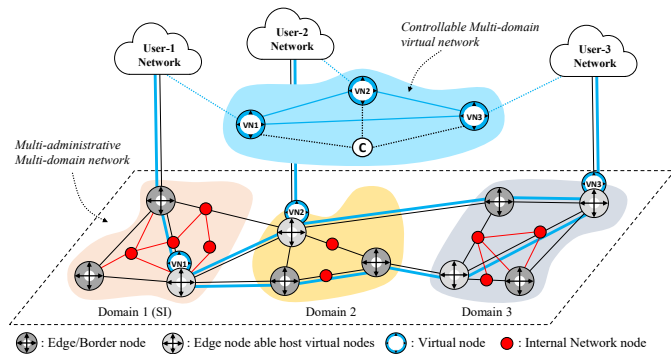 User-1
Network
User-2
Network
User-3
Network
Controllable Multi-domain
virtual network
VN1
VN2
VN3
C
Multi-administrative
Multi-domain network
VN1
VN2
VN3
Domain 1 (SI)
Domain 2
Domain 3
: Edge/Border node
: Edge node able host virtual nodes
: Virtual node
: Internal Network node